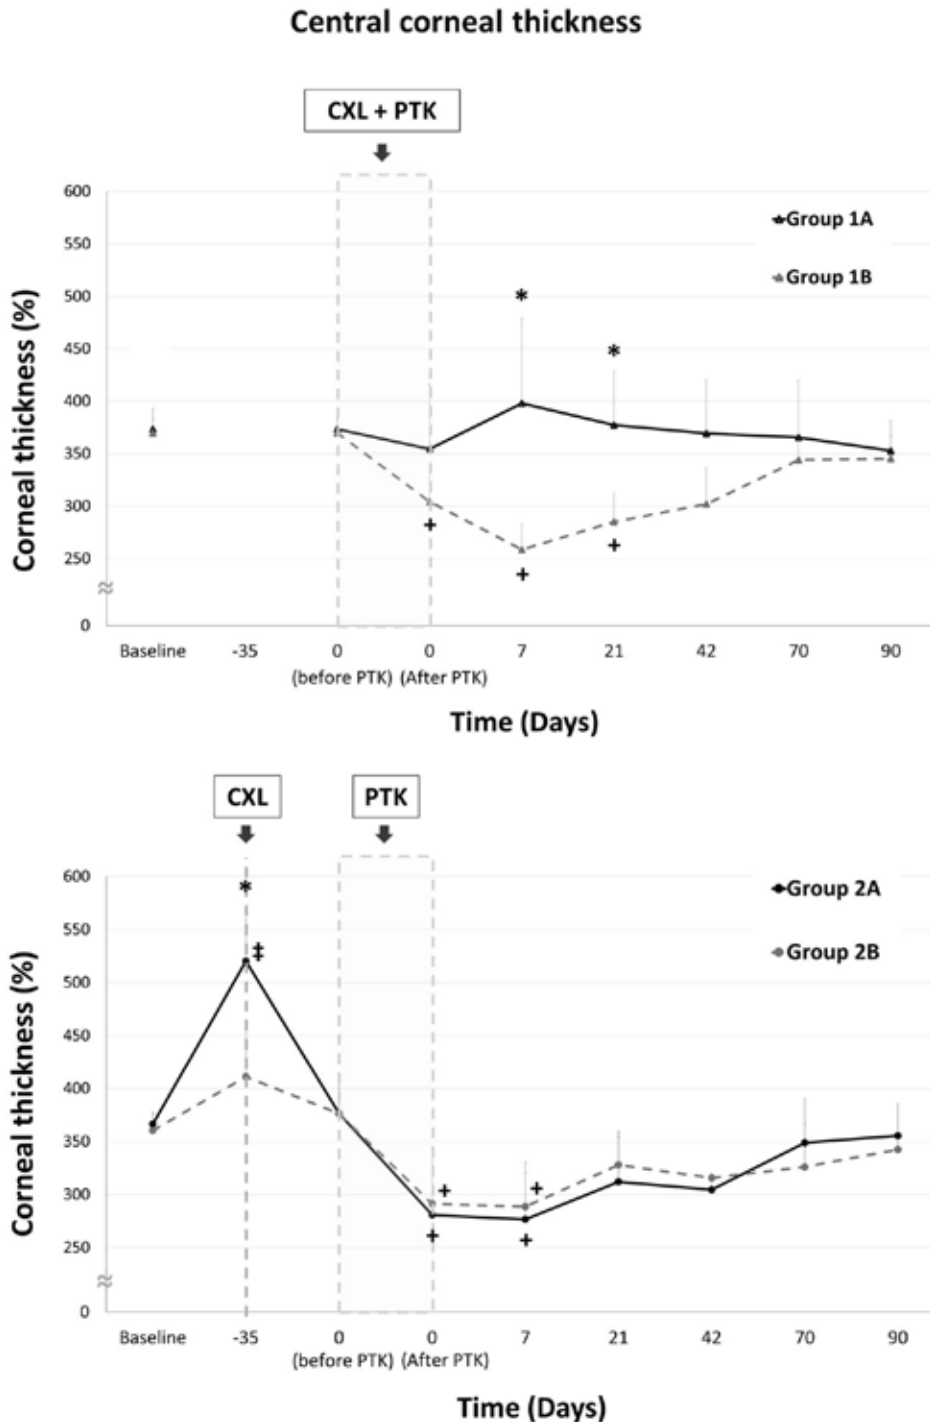 Central corneal thickness
CXL + PTK
600
550
500
450
400
350
300
250
0
Corneal thickness (%)
Group 1A
Group 1B
*
*
+
+
+
Baseline -35 0 0 7 21 42 70 90
(before PTK) (After PTK)
Time (Days)
CXL PTK
600
550
500
450
400
350
300
250
0
Corneal thickness (%)
Group 2A
Group 2B
*
‡
+
+
+
+
Baseline -35 0 0 7 21 42 70 90
(before PTK) (After PTK)
Time (Days)